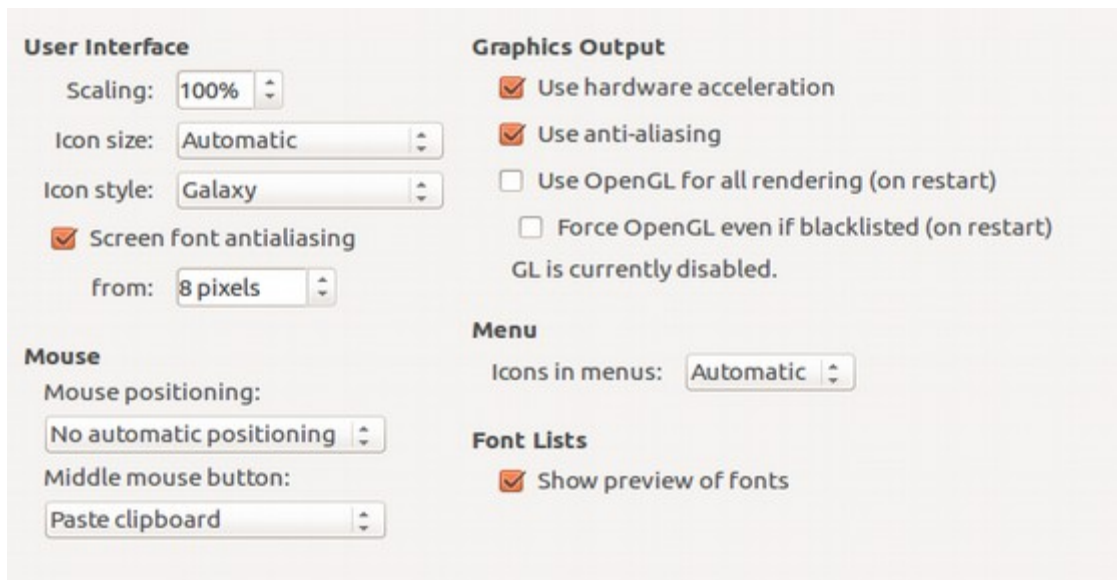 User Interface
Scaling: 100%
Icon size: Automatic
Icon style: Galaxy
Screen font antialiasing
from: 8 pixels
Mouse
Mouse positioning:
No automatic positioning
Middle mouse button:
Paste clipboard
Graphics Output
Use hardware acceleration
Use anti-aliasing
Use OpenGL for all rendering (on restart)
Force OpenGL even if blacklisted (on restart)
GL is currently disabled.
Menu
Icons in menus: Automatic
Font Lists
Show preview of fonts